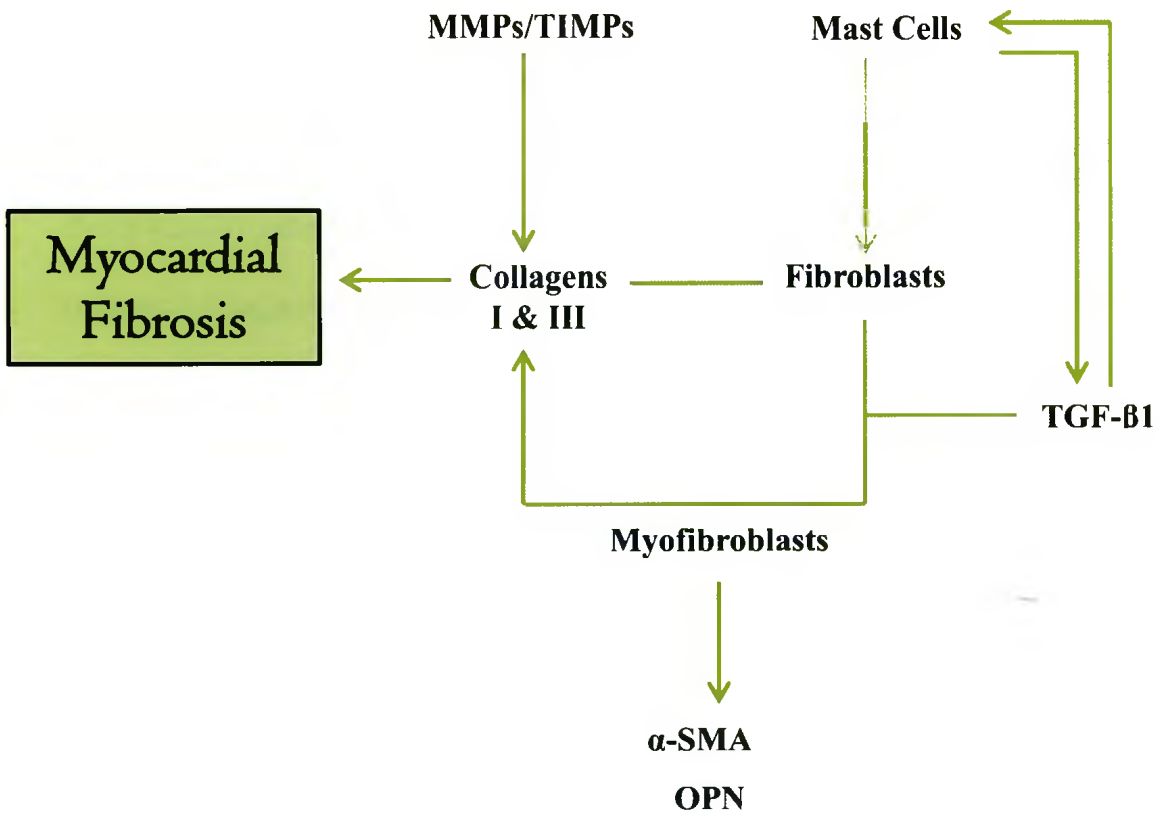 MMPs/TIMPs
Mast Cells
Myocardial
Fibrosis
Collagens
I & III
Fibroblasts
TGF-β1
Myofibroblasts
α-SMA
OPN